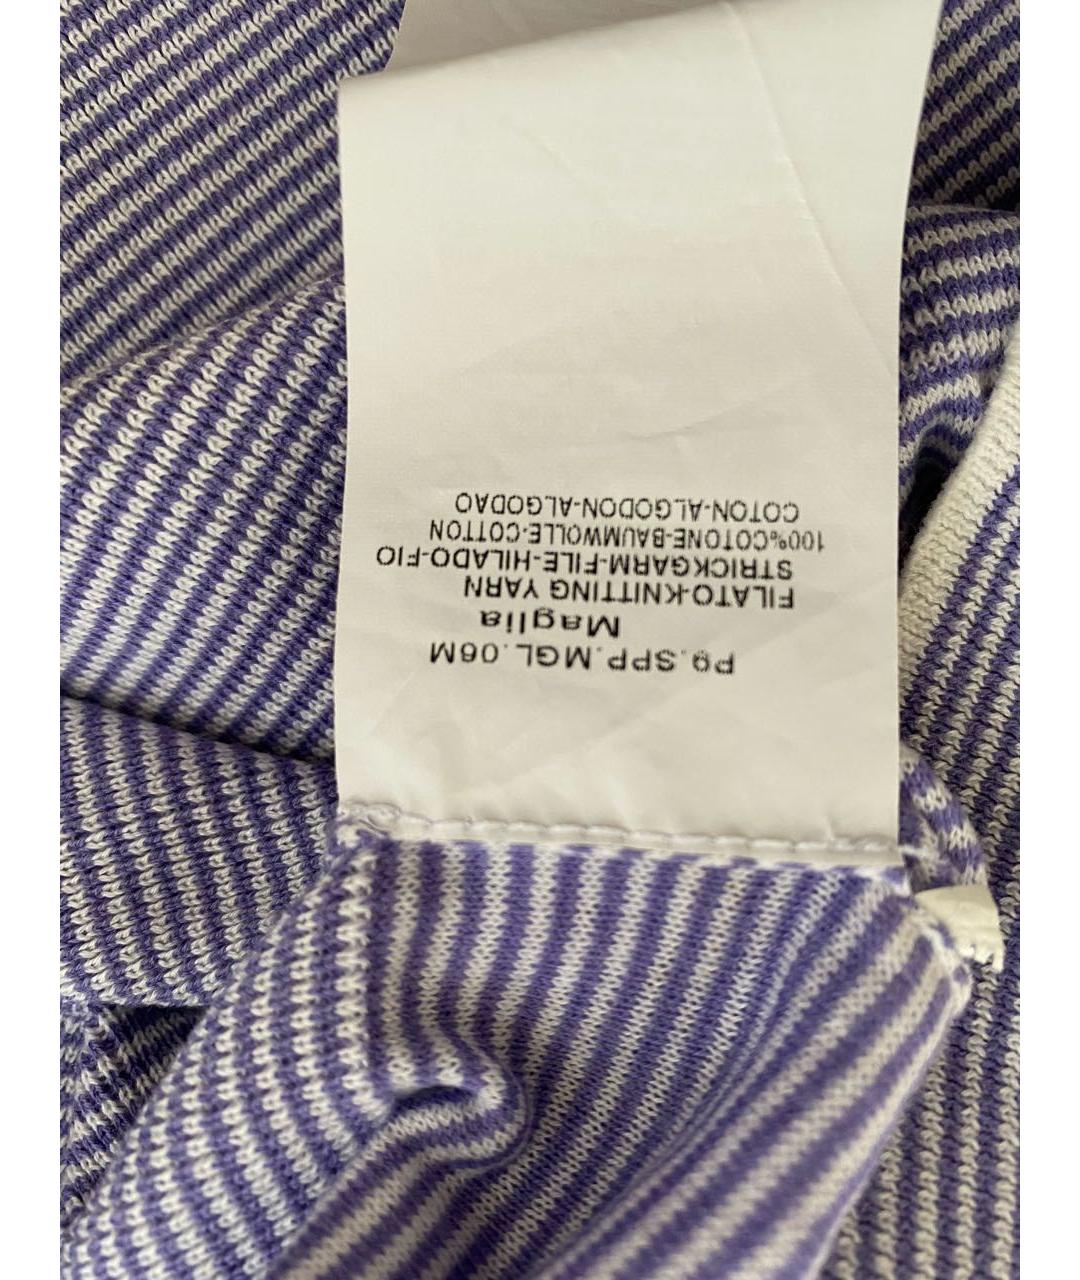 P9.SPP.MGL.06M
Maglia
FILATO-KNITTING YARN
STRICKGARM-FILE-HILADO-FIO
100%COTONE-BAUMWOLLE-COTTON
COTON-ALGODON-ALGODAO